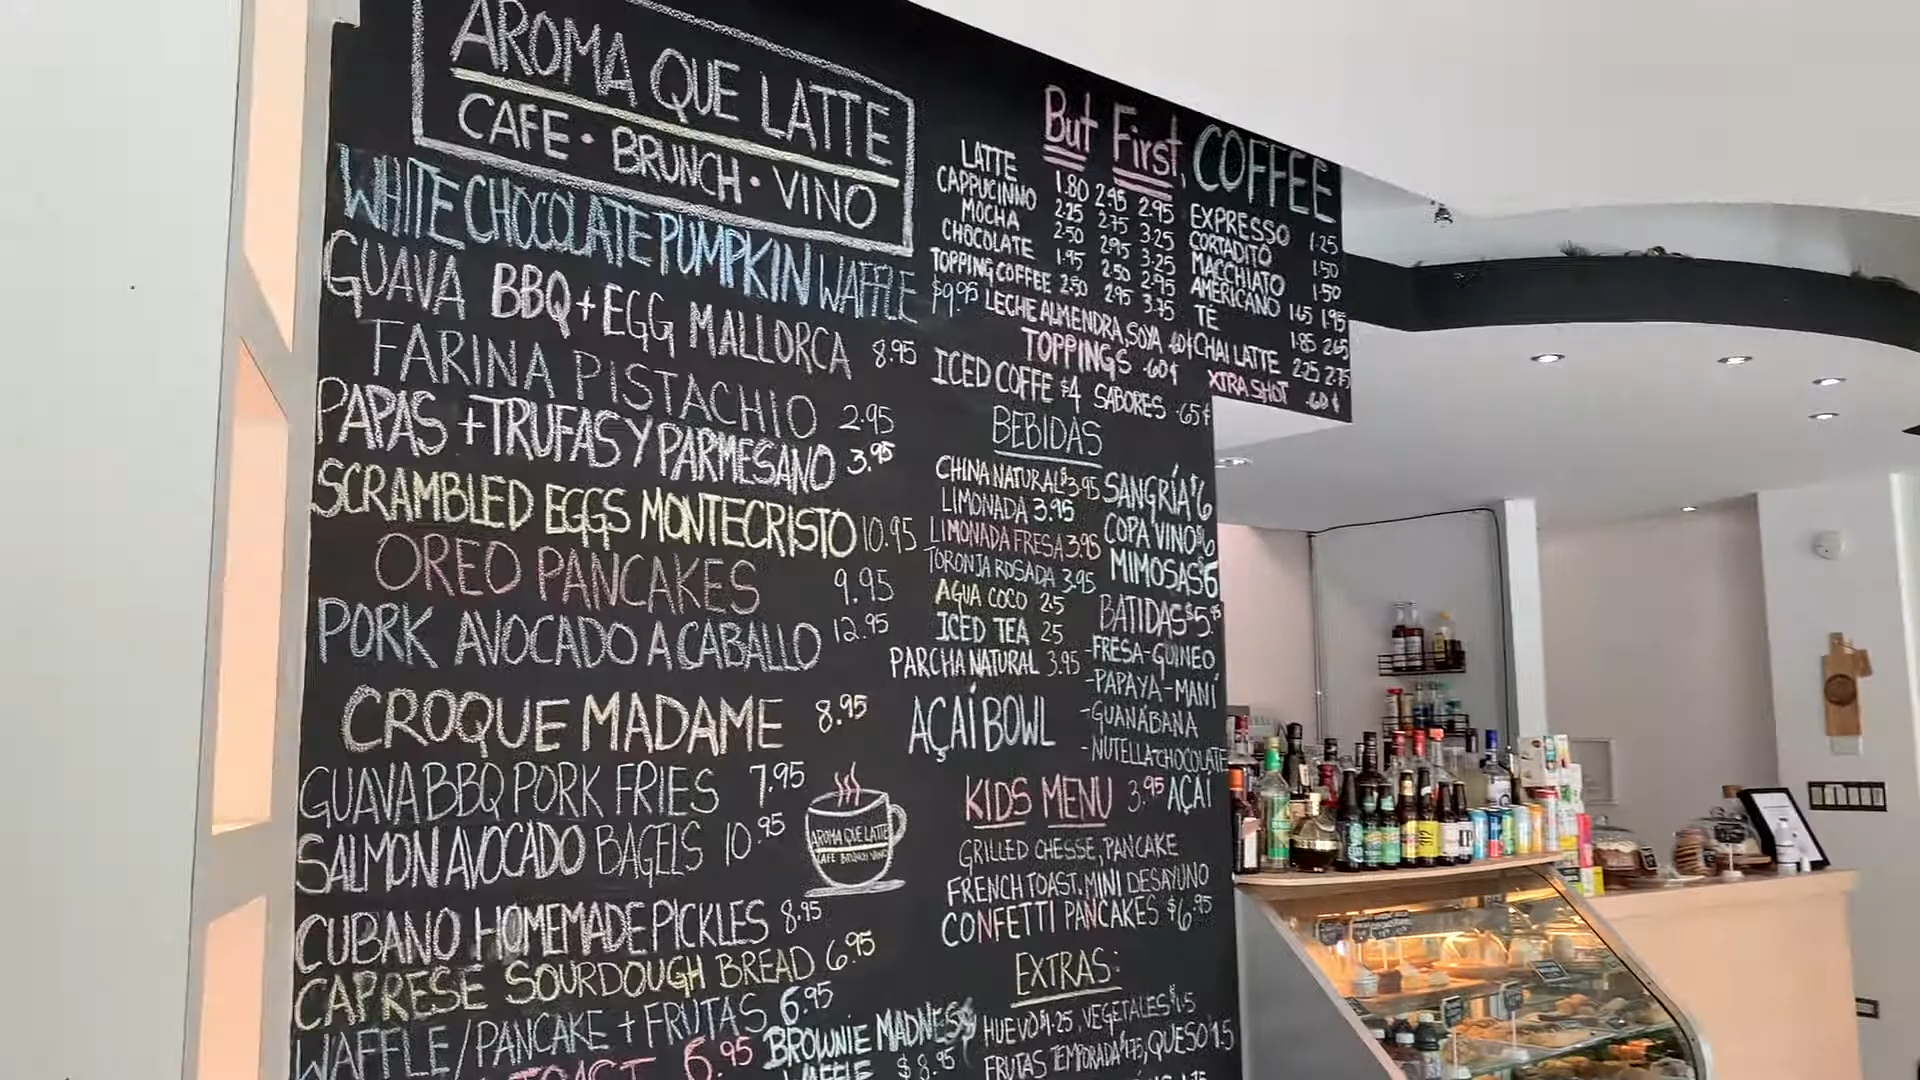 AROMA QUE LATTE
CAFE · BRUNCH · VINO
WHITE CHOCOLATE PUMPKIN WAFFLE $9.95
GUAVA BBQ + EGG MALLORCA 8.95
FARINA PISTACHIO 2.95
PAPAS + TRUFAS Y PARMESANO 3.95
SCRAMBLED EGGS MONTECRISTO 10.95
OREO PANCAKES 9.95
PORK AVOCADO A CABALLO 12.95
CROQUE MADAME 8.95
GUAVA BBQ PORK FRIES 7.95
SALMON AVOCADO BAGELS 10.95
CUBANO HOMEMADE PICKLES 8.95
CAPRESE SOURDOUGH BREAD 6.95
WAFFLE/PANCAKE + FRUTAS 6.95
TOAST 6.95
BROWNIE MADNESS
WAFFLE $8.95
AROMA QUE LATTE
CAFE BRUNCH VINO
But First, COFFEE
LATTE 1.80 2.95 2.95
CAPPUCINNO 2.25 2.75 3.25
MOCHA 2.50 2.95 3.25
CHOCOLATE 1.95 2.50 2.95
TOPPING COFFEE 2.50 2.95 3.75
LECHE ALMENDRA, SOYA .60¢
TOPPINGS .60¢
ICED COFFE $4 SABORES .65¢
EXPRESSO 1.25
CORTADITO 1.50
MACCHIATO 1.50
AMERICANO 1.65 1.95
TE 1.85 2.65
CHAI LATTE 2.25 2.75
XTRA SHOT .60¢
BEBIDAS
CHINA NATURAL $3.95
LIMONADA 3.95
LIMONADA FRESA 3.95
TORONJA ROSADA 3.95
AGUA COCO 2.5
ICED TEA 2.5
PARCHA NATURAL 3.95
SANGRÍA $6
COPA VINO $6
MIMOSAS $6
BATIDAS $5.95
-FRESA-GUINEO
-PAPAYA-MANÍ
-GUANÁBANA
-NUTELLA CHOCOLATE
AÇAÍ
AÇAÍ BOWL
KIDS MENU 3.95
GRILLED CHESSE, PANCAKE
FRENCH TOAST, MINI DESAYUNO
CONFETTI PANCAKES $6.95
EXTRAS:
HUEVO $1.25, VEGETALES $1.5
FRUTAS TEMPORADA $1.75, QUESO 1.5